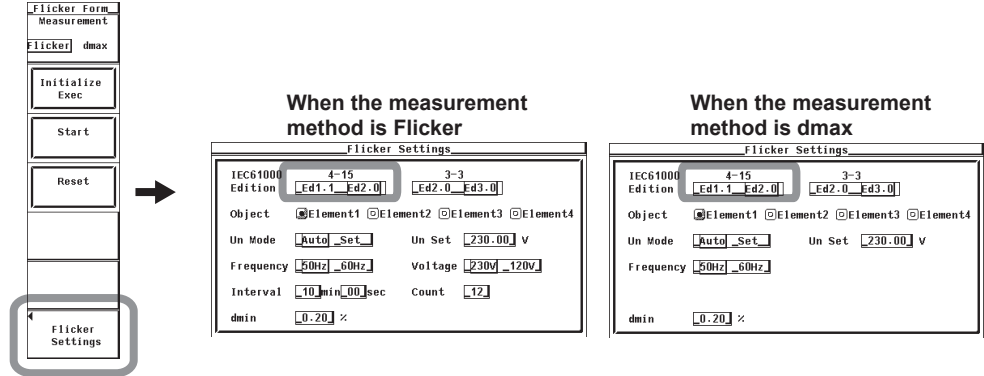 Flicker Form
Measurement
Flicker dmax
Initialize
Exec
Start
Reset
Flicker
Settings
When the measurement
method is Flicker
Flicker Settings
IEC61000 4-15 3-3
Edition Ed1.1 Ed2.0 Ed2.0 Ed3.0
Object Element1 Element2 Element3 Element4
Un Mode Auto Set Un Set 230.00 V
Frequency 50Hz 60Hz Voltage 230V 120V
Interval 10 min 00 sec Count 12
dmin 0.20 %
When the measurement
method is dmax
Flicker Settings
IEC61000 4-15 3-3
Edition Ed1.1 Ed2.0 Ed2.0 Ed3.0
Object Element1 Element2 Element3 Element4
Un Mode Auto Set Un Set 230.00 V
Frequency 50Hz 60Hz
dmin 0.20 %